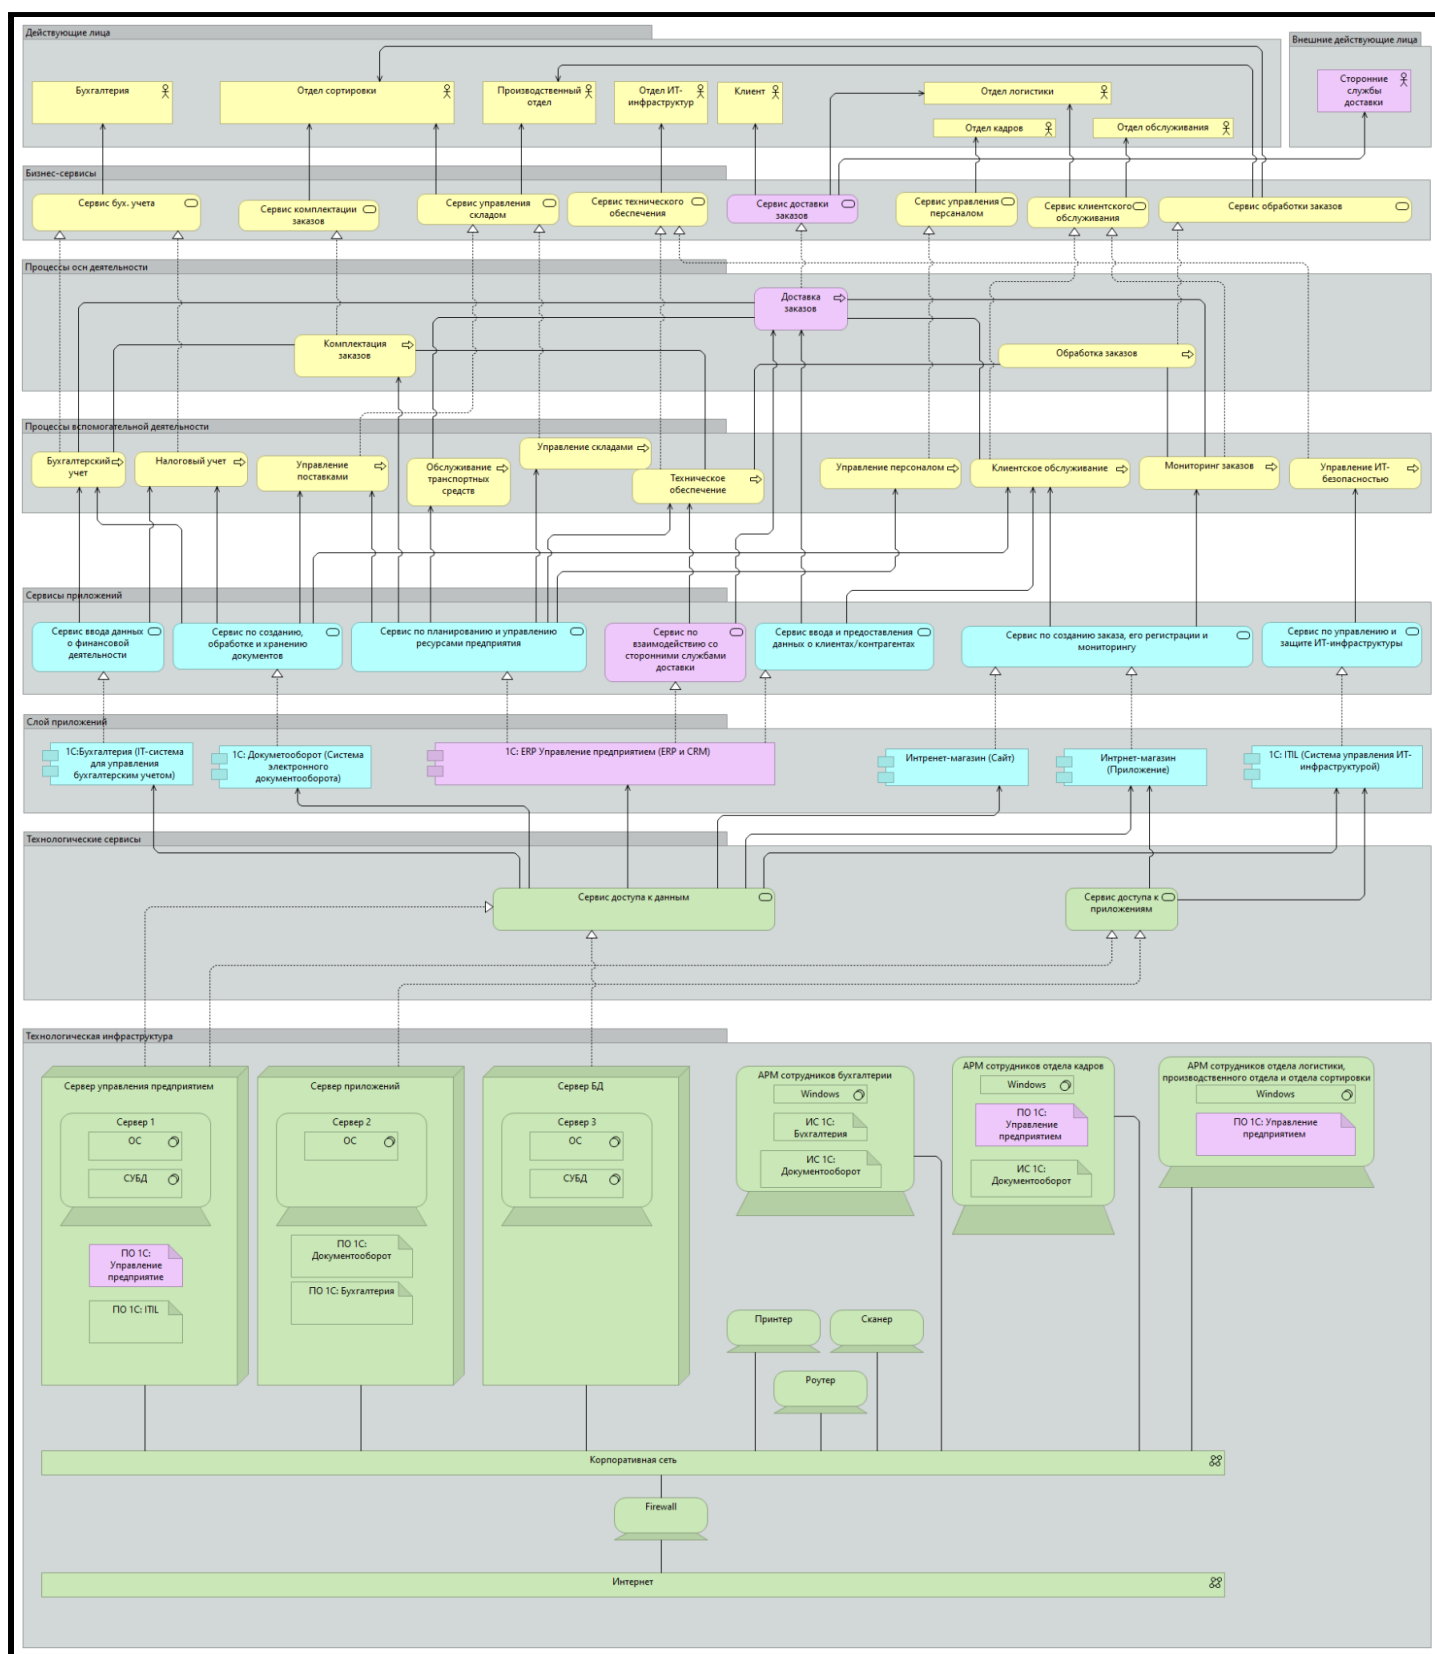 Действующие лица
Внешние действующие лица
Бухгалтерия
Отдел сортировки
Производственный
отдел
Отдел ИТ-
инфраструктур
Клиент
Отдел логистики
Сторонние
службы
доставки
Отдел кадров
Отдел обслуживания
Бизнес-сервисы
Сервис бух. учета
Сервис комплектации
заказов
Сервис управления
складом
Сервис технического
обеспечения
Сервис доставки
заказов
Сервис управления
персаналом
Сервис клиентского
обслуживания
Сервис обработки заказов
Процессы осн деятельности
Доставка
заказов
Комплектация
заказов
Обработка заказов
Процессы вспомогательной деятельности
Бухгалтерский
учет
Налоговый учет
Управление
поставками
Обслуживание
транспортных
средств
Управление складами
Техническое
обеспечение
Управление персоналом
Клиентское обслуживание
Мониторинг заказов
Управление ИТ-
безопасностью
Сервисы приложений
Сервис ввода данных
о финансовой
деятельности
Сервис по созданию,
обработке и хранению
документов
Сервис по планированию и управлению
ресурсами предприятия
Сервис по
взаимодействию со
сторонними службами
доставки
Сервис ввода и предоставления
данных о клиентах/контрагентах
Сервис по созданию заказа, его регистрации и
мониторингу
Сервис по управлению и
защите ИТ-инфраструктуры
Слой приложений
1С:Бухгалтерия (IT-система
для управления
бухгалтерским учетом)
1С: Докуметооборот (Система
электронного
документооборота)
1С: ERP Управление предприятием (ERP и CRM)
Интренет-магазин (Сайт)
Интрнет-магазин
(Приложение)
1С: ITIL (Система управления ИТ-
инфраструктурой)
Технологические сервисы
Сервис доступа к данным
Сервис доступа к
приложениям
Технологическая инфраструктура
Сервер управления предприятием
Сервер 1
ОС
СУБД
ПО 1С:
Управление
предприятие
ПО 1С: ITIL
Сервер приложений
Сервер 2
ОС
ПО 1С:
Документооборот
ПО 1С: Бухгалтерия
Сервер БД
Сервер 3
ОС
СУБД
АРМ сотрудников бухгалтерии
Windows
ИС 1С:
Бухгалтерия
ИС 1С:
Документооборот
АРМ сотрудников отдела кадров
Windows
ПО 1С:
Управление
предприятием
ИС 1С:
Документооборот
АРМ сотрудников отдела логистики,
производственного отдела и отдела сортировки
Windows
ПО 1С: Управление
предприятием
Принтер
Сканер
Роутер
Корпоративная сеть
Firewall
Интернет